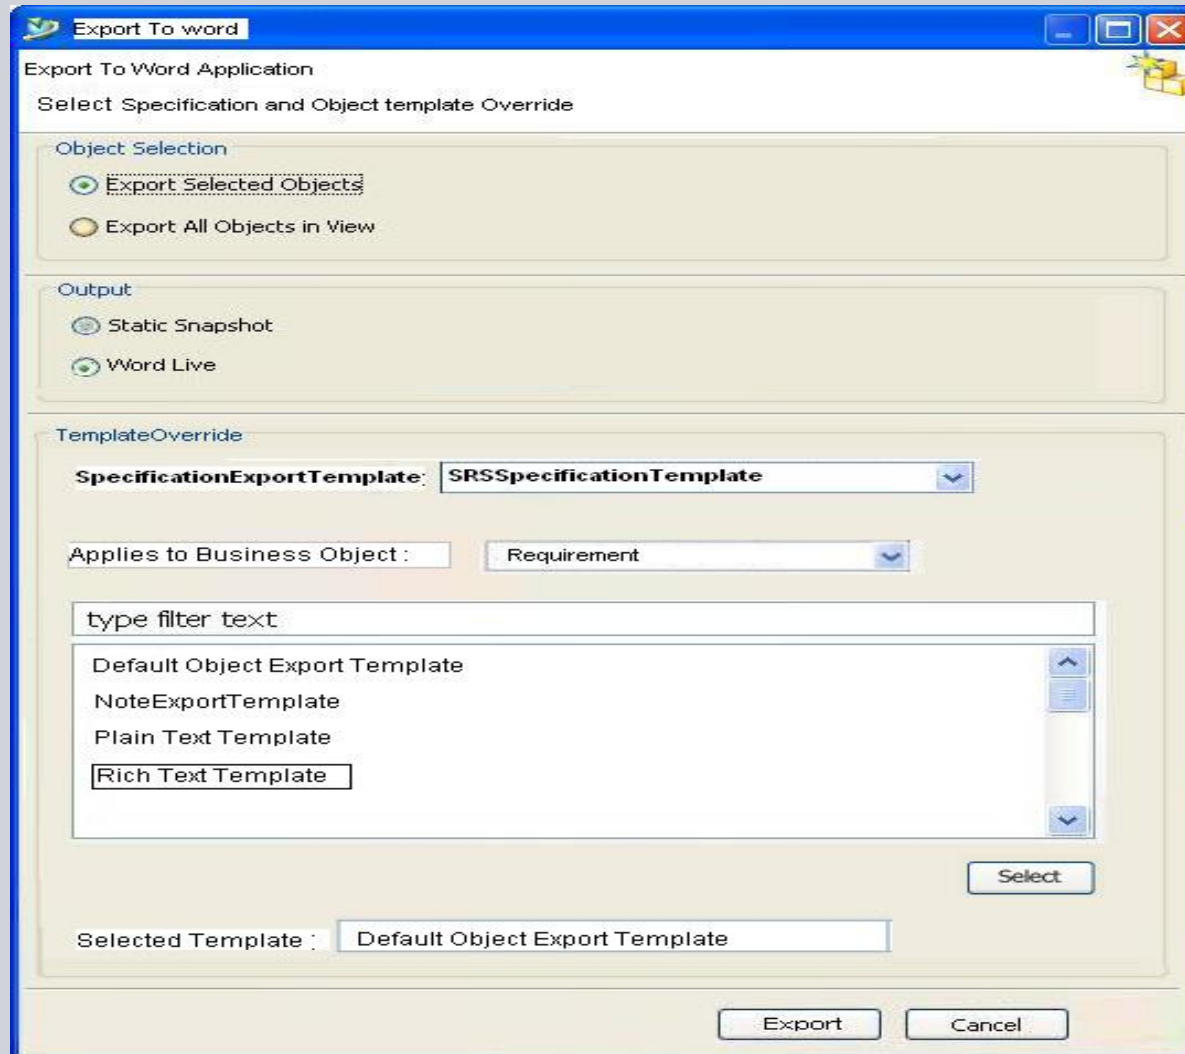 Export To word
Export To Word Application
Select Specification and Object template Override
Object Selection
Export Selected Objects
Export All Objects in View
Output
Static Snapshot
Word Live
TemplateOverride
SpecificationExportTemplate: SRSSpecificationTemplate
Applies to Business Object : Requirement
type filter text
Default Object Export Template
NoteExportTemplate
Plain Text Template
Rich Text Template
Select
Selected Template : Default Object Export Template
Export Cancel